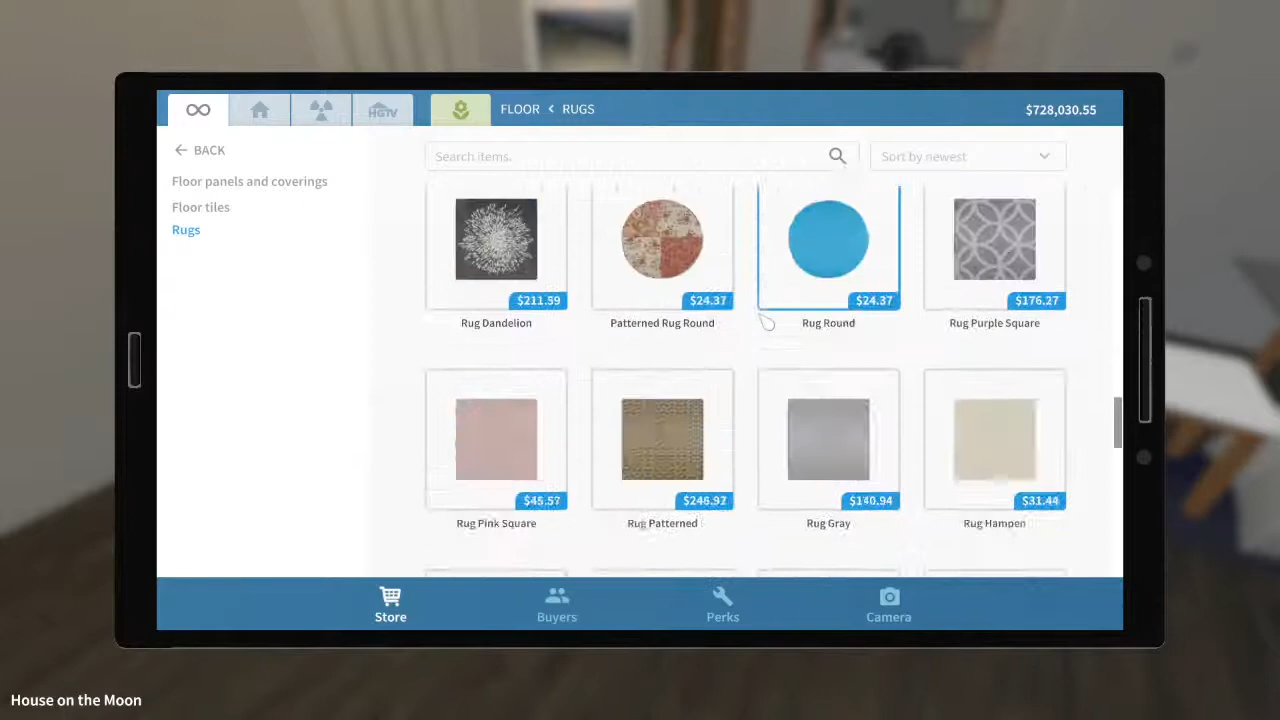 HGTV
FLOOR < RUGS
$728,030.55
BACK
Search items.
Sort by newest
Floor panels and coverings
Floor tiles
Rugs
$211.59
$24.37
$24.37
$176.27
Rug Dandelion
Patterned Rug Round
Rug Round
Rug Purple Square
$45.57
$246.92
$140.94
$31.44
Rug Pink Square
Rug Patterned
Rug Gray
Rug Hampen
Store
Buyers
Perks
Camera
House on the Moon